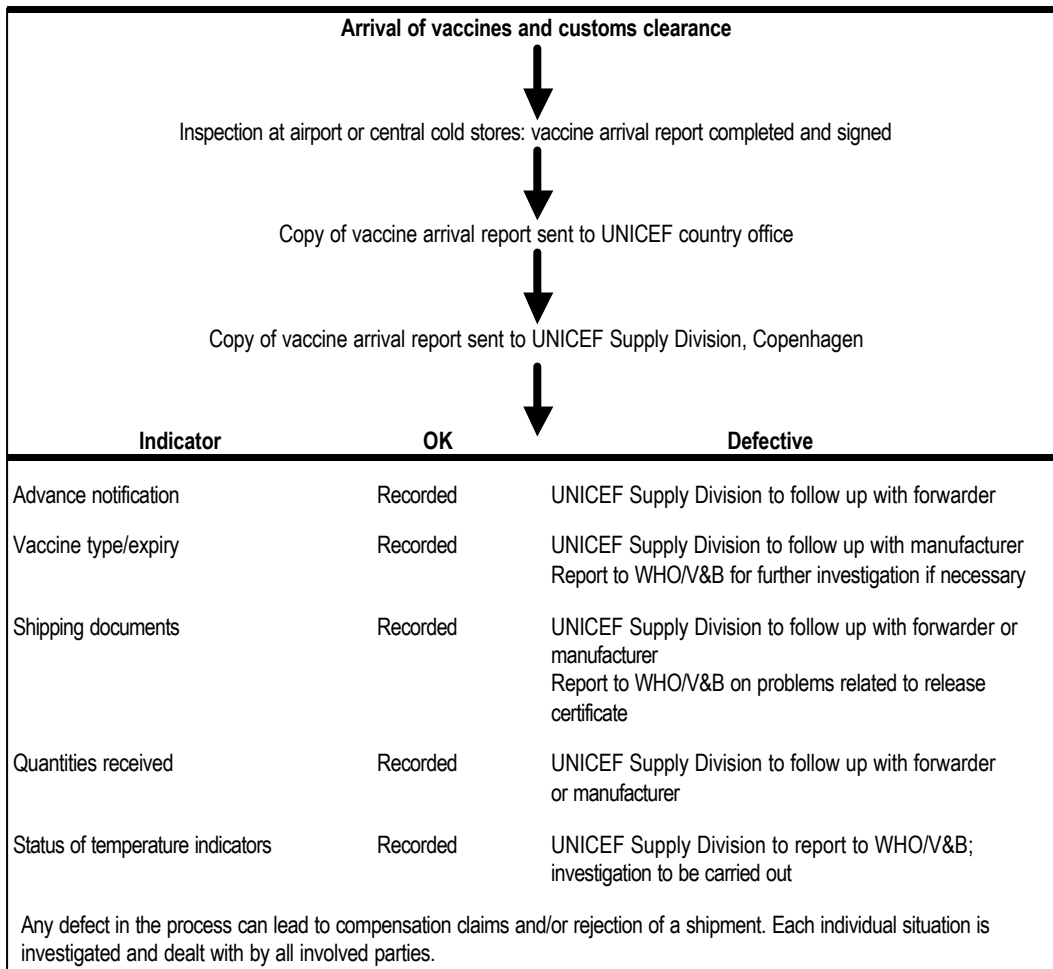 Arrival of vaccines and customs clearance
Inspection at airport or central cold stores: vaccine arrival report completed and signed
Copy of vaccine arrival report sent to UNICEF country office
Copy of vaccine arrival report sent to UNICEF Supply Division, Copenhagen
Indicator OK Defective
Advance notification Recorded UNICEF Supply Division to follow up with forwarder
Vaccine type/expiry Recorded UNICEF Supply Division to follow up with manufacturer
Report to WHO/V&B for further investigation if necessary
Shipping documents Recorded UNICEF Supply Division to follow up with forwarder or
manufacturer
Report to WHO/V&B on problems related to release
certificate
Quantities received Recorded UNICEF Supply Division to follow up with forwarder
or manufacturer
Status of temperature indicators Recorded UNICEF Supply Division to report to WHO/V&B;
investigation to be carried out
Any defect in the process can lead to compensation claims and/or rejection of a shipment. Each individual situation is
investigated and dealt with by all involved parties.